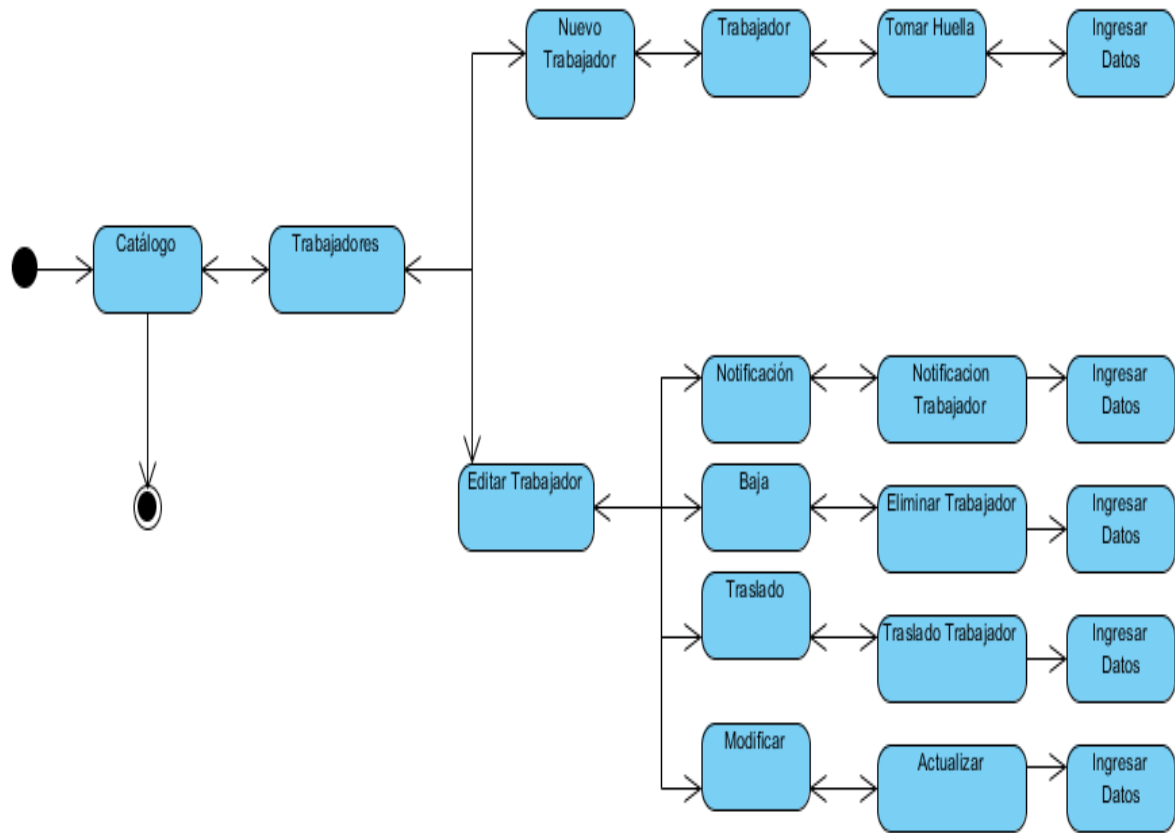 Nuevo
Trabajador
Trabajador
Tomar Huella
Ingresar
Datos
Catálogo
Trabajadores
Notificación
Notificacion
Trabajador
Ingresar
Datos
Editar Trabajador
Baja
Eliminar Trabajador
Ingresar
Datos
Traslado
Traslado Trabajador
Ingresar
Datos
Modificar
Actualizar
Ingresar
Datos